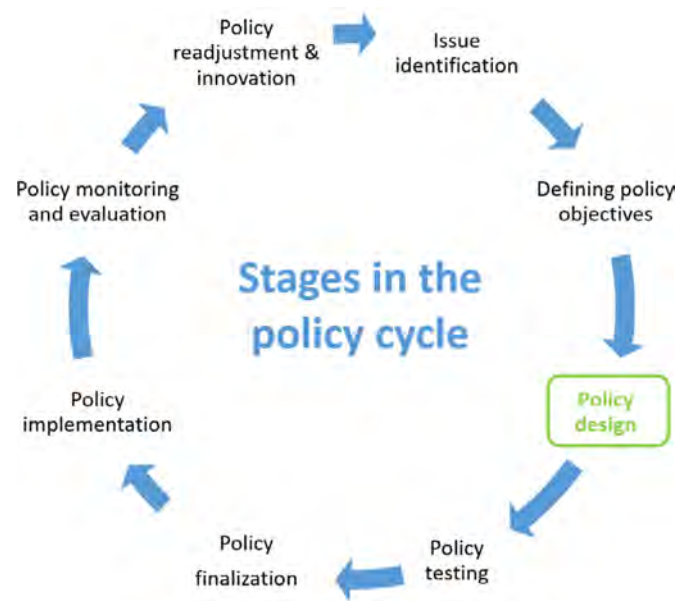 Policy
readjustment &
innovation
Issue
identification
Policy monitoring
and evaluation
Defining policy
objectives
Stages in the
policy cycle
Policy
implementation
Policy
design
Policy
finalization
Policy
testing